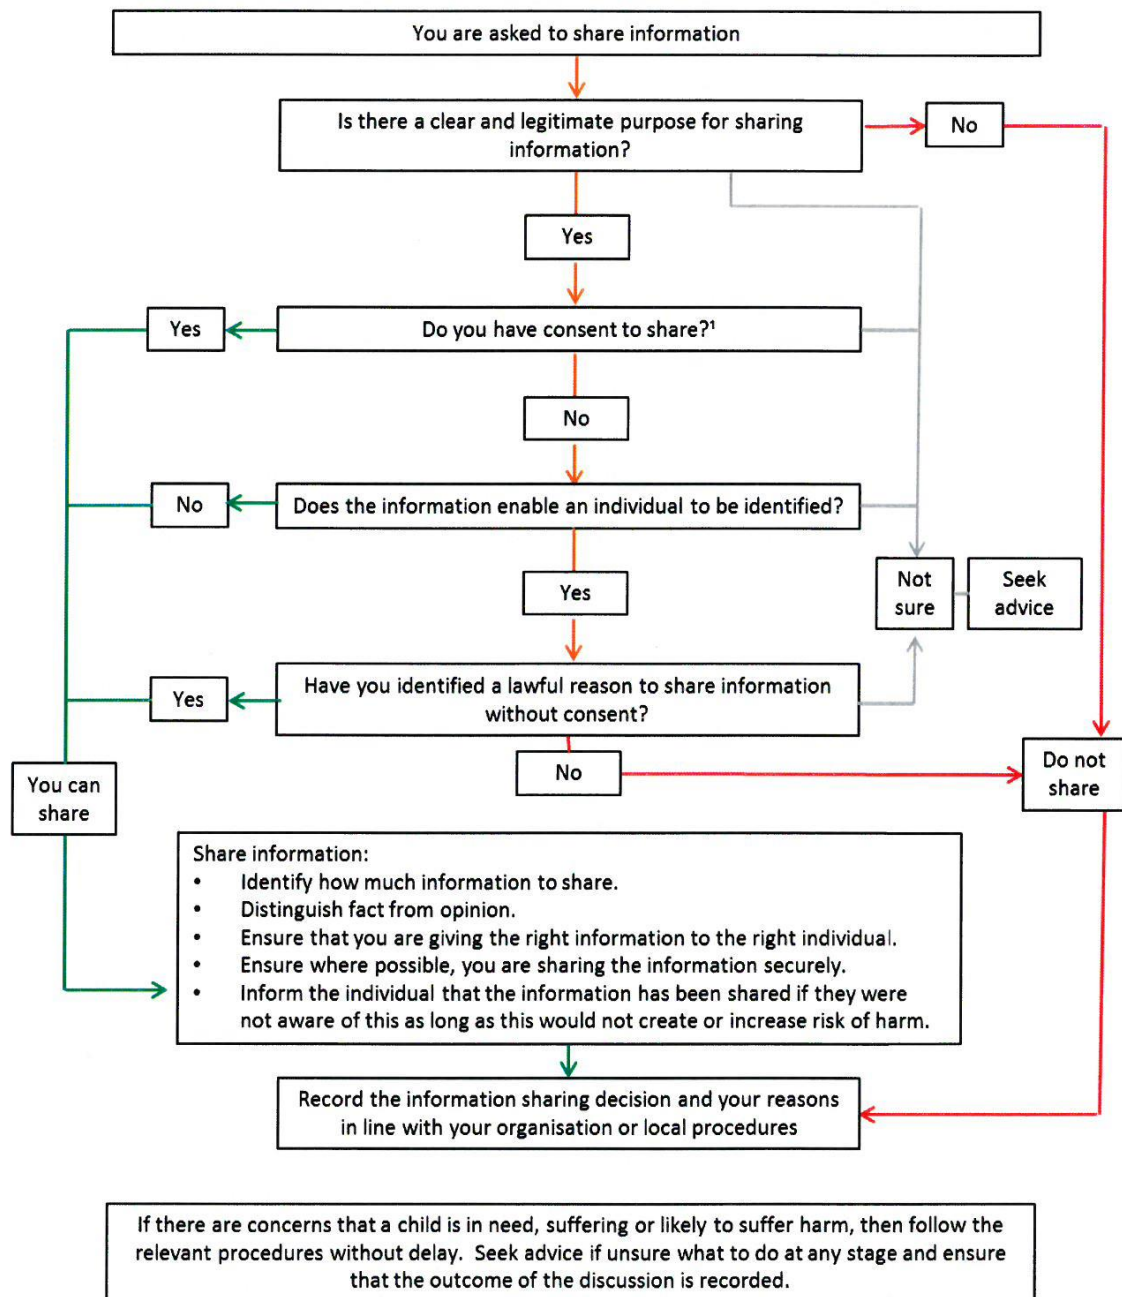 You are asked to share information
Is there a clear and legitimate purpose for sharing
information?
No
Yes
Yes
Do you have consent to share?¹
No
No
Does the information enable an individual to be identified?
Yes
Not
sure
Seek
advice
Yes
Have you identified a lawful reason to share information
without consent?
No
Do not
share
You can
share
Share information:
• Identify how much information to share.
• Distinguish fact from opinion.
• Ensure that you are giving the right information to the right individual.
• Ensure where possible, you are sharing the information securely.
• Inform the individual that the information has been shared if they were
not aware of this as long as this would not create or increase risk of harm.
Record the information sharing decision and your reasons
in line with your organisation or local procedures
If there are concerns that a child is in need, suffering or likely to suffer harm, then follow the
relevant procedures without delay. Seek advice if unsure what to do at any stage and ensure
that the outcome of the discussion is recorded.